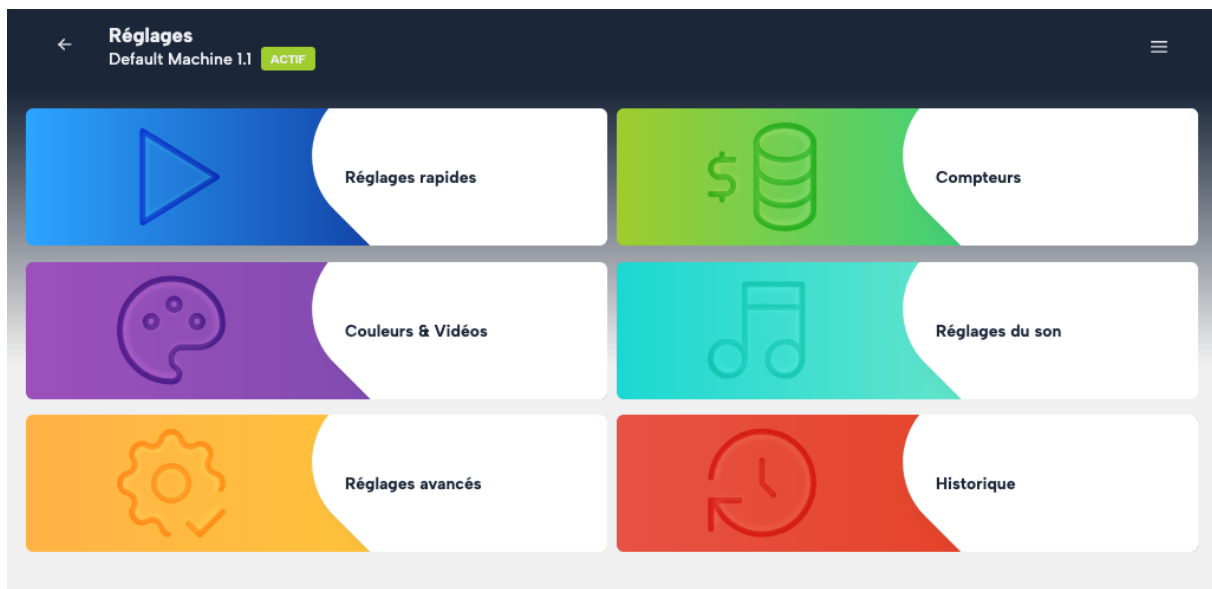 Réglages
Default Machine 1.1 ACTIF
Réglages rapides
Compteurs
Couleurs & Vidéos
Réglages du son
Réglages avancés
Historique